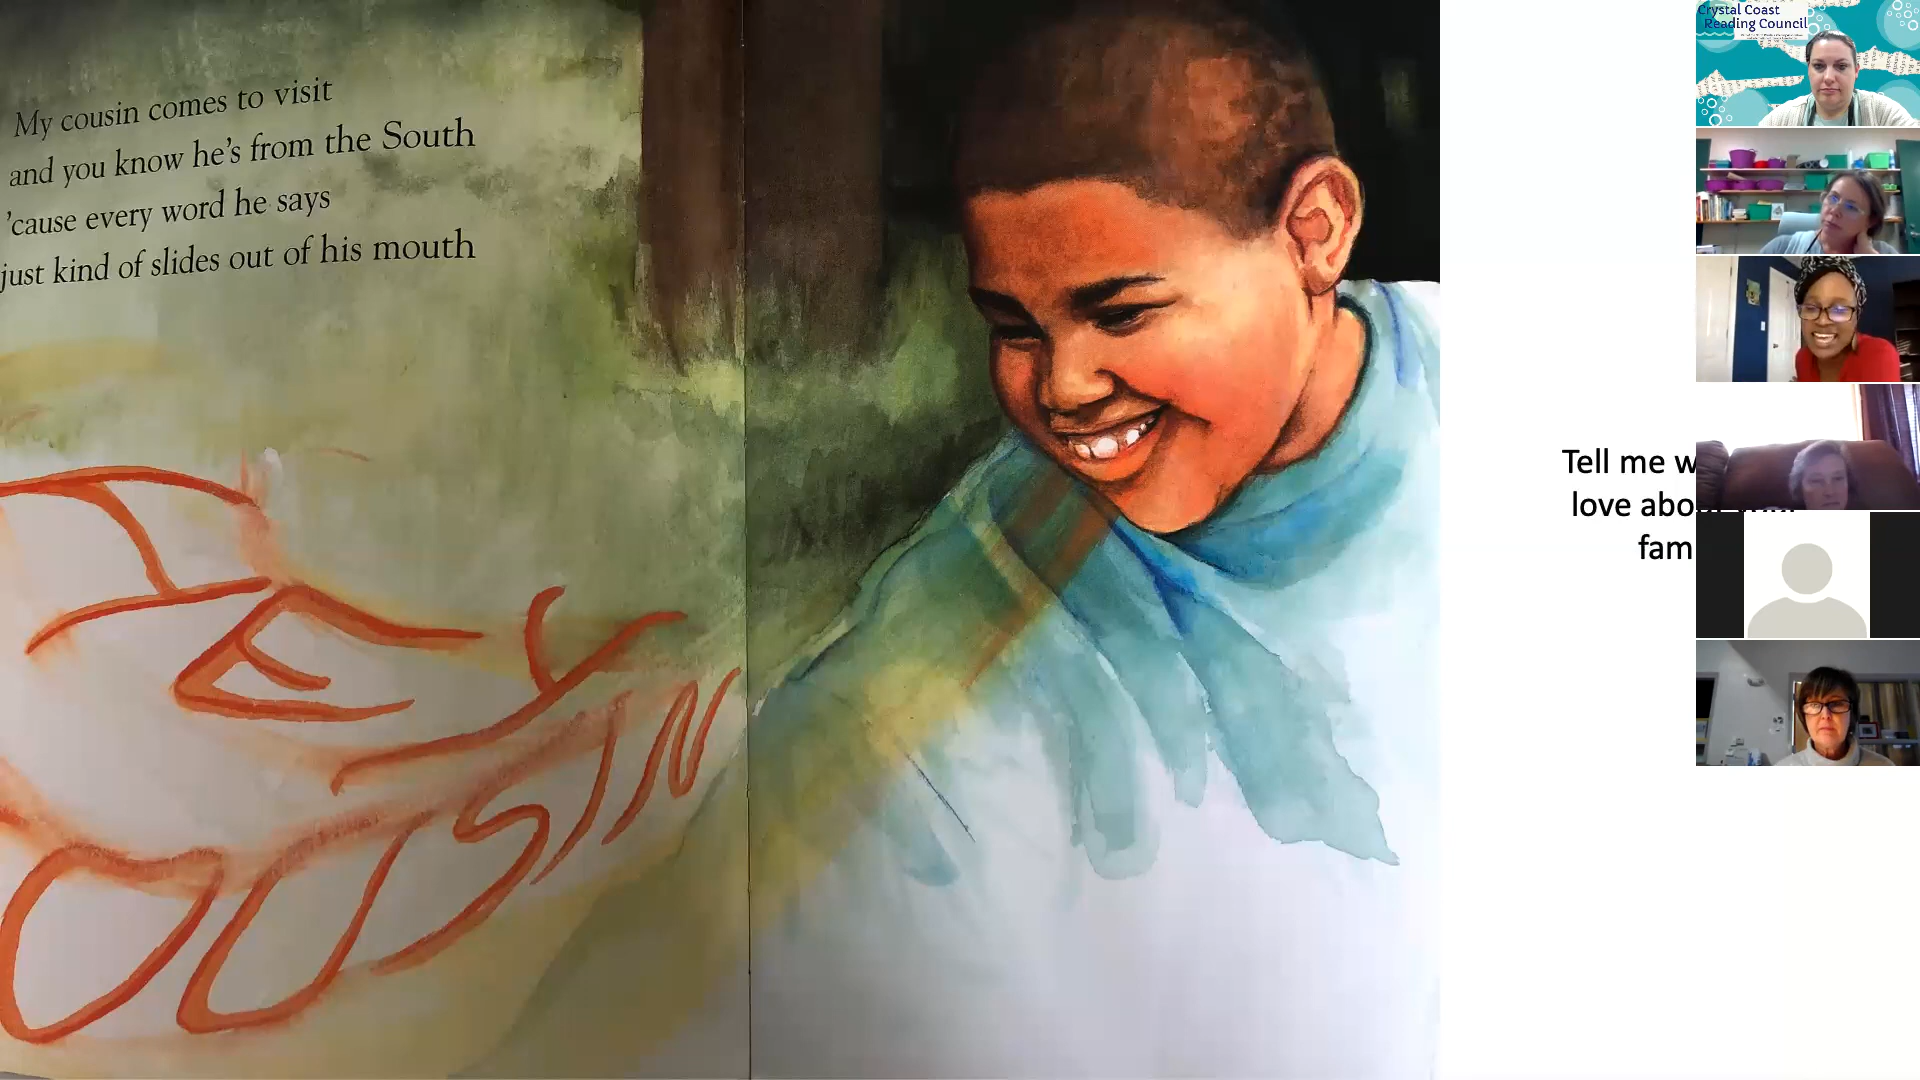 My cousin comes to visit
and you know he's from the South
'cause every word he says
just kind of slides out of his mouth
HEY
COUSIN
Tell me
love
fam
Crystal Coast
Reading Council